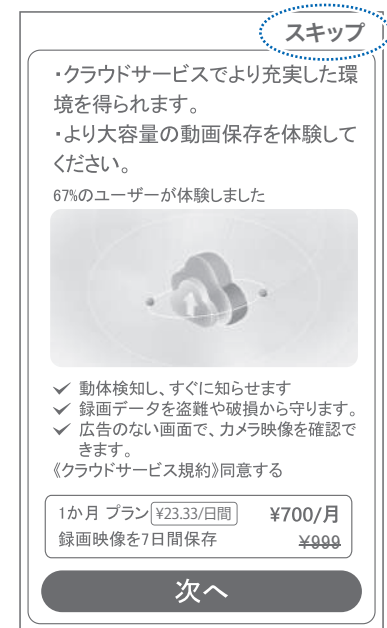 スキップ
・クラウドサービスでより充実した環
境を得られます。
・より大容量の動画保存を体験して
ください。
67%のユーザーが体験しました
✓ 動体検知し、すぐに知らせます
✓ 録画データを盗難や破損から守ります。
✓ 広告のない画面で、カメラ映像を確認で
きます。
《クラウドサービス規約》同意する
1か月 プラン ¥23.33/日間 ¥700/月
録画映像を7日間保存 ¥999
次へ